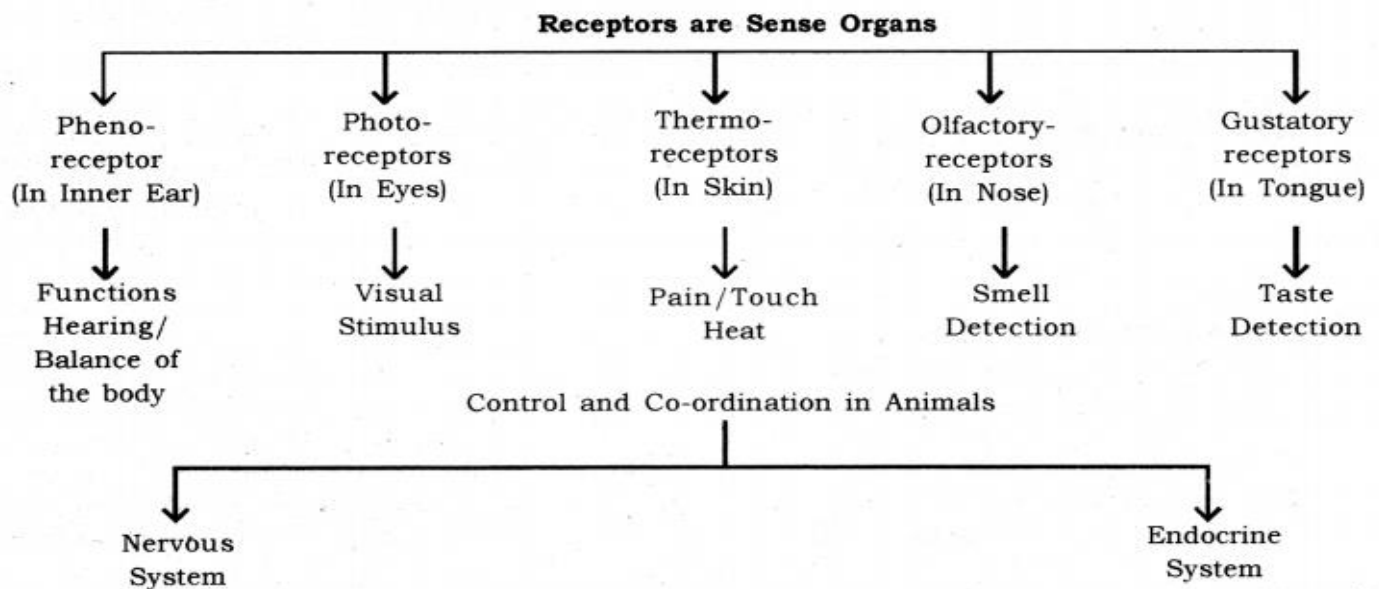 Receptors are Sense Organs
Pheno-
receptor
(In Inner Ear)
Photo-
receptors
(In Eyes)
Thermo-
receptors
(In Skin)
Olfactory-
receptors
(In Nose)
Gustatory
receptors
(In Tongue)
Functions
Hearing/
Balance of
the body
Visual
Stimulus
Pain/Touch
Heat
Smell
Detection
Taste
Detection
Control and Co-ordination in Animals
Nervous
System
Endocrine
System